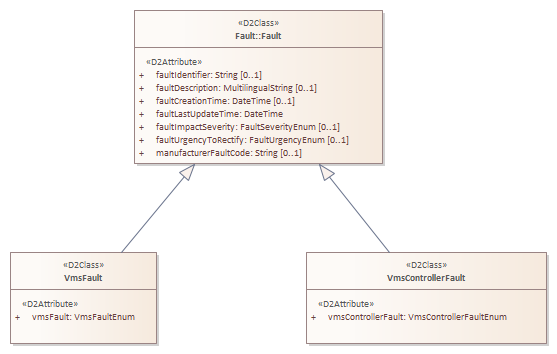 «D2Class»
Fault::Fault
«D2Attribute»
+ faultIdentifier: String [0..1]
+ faultDescription: MultilingualString [0..1]
+ faultCreationTime: DateTime [0..1]
+ faultLastUpdateTime: DateTime
+ faultImpactSeverity: FaultSeverityEnum [0..1]
+ faultUrgencyToRectify: FaultUrgencyEnum [0..1]
+ manufacturerFaultCode: String [0..1]
«D2Class»
VmsFault
«D2Attribute»
+ vmsFault: VmsFaultEnum
«D2Class»
VmsControllerFault
«D2Attribute»
+ vmsControllerFault: VmsControllerFaultEnum